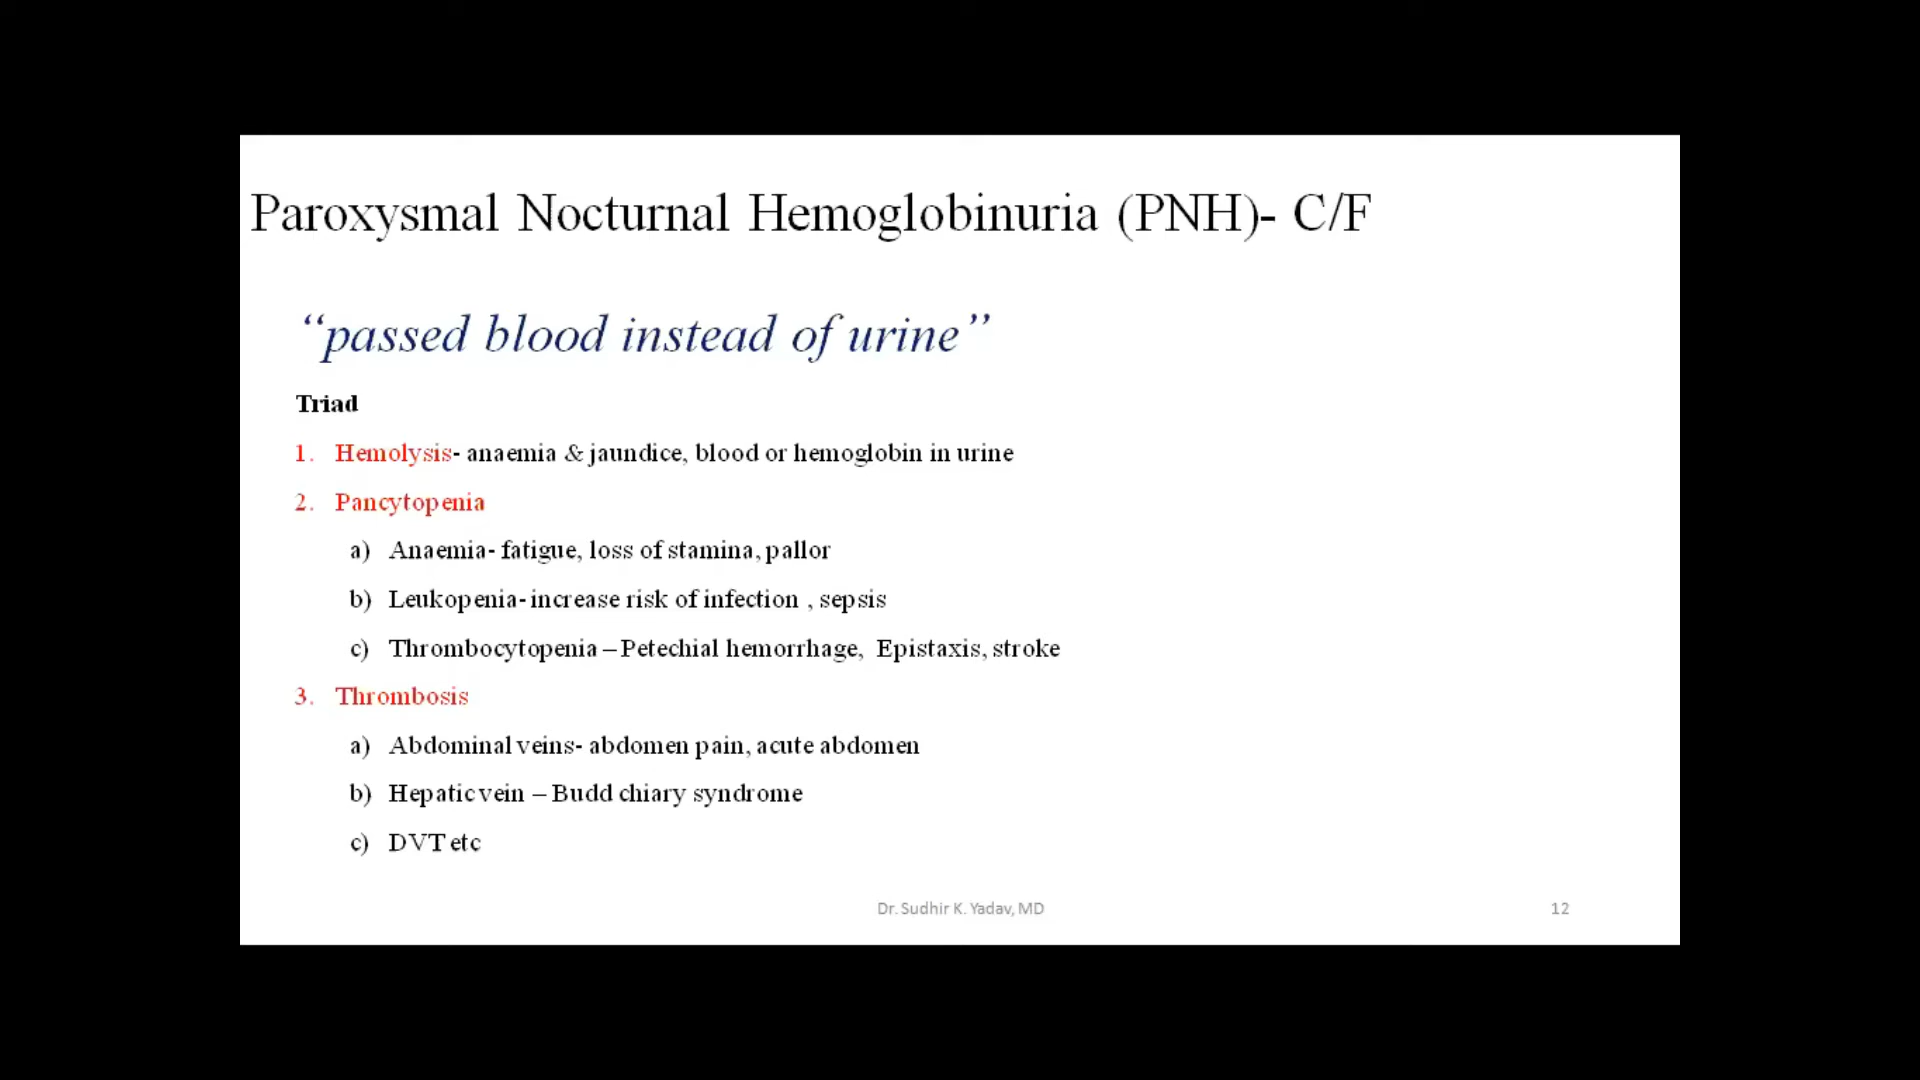 Paroxysmal Nocturnal Hemoglobinuria (PNH)- C/F
“passed blood instead of urine”
Triad
1. Hemolysis- anaemia & jaundice, blood or hemoglobin in urine
2. Pancytopenia
a) Anaemia- fatigue, loss of stamina, pallor
b) Leukopenia- increase risk of infection , sepsis
c) Thrombocytopenia – Petechial hemorrhage, Epistaxis, stroke
3. Thrombosis
a) Abdominal veins- abdomen pain, acute abdomen
b) Hepatic vein – Budd chiary syndrome
c) DVT etc
Dr. Sudhir K. Yadav, MD
12